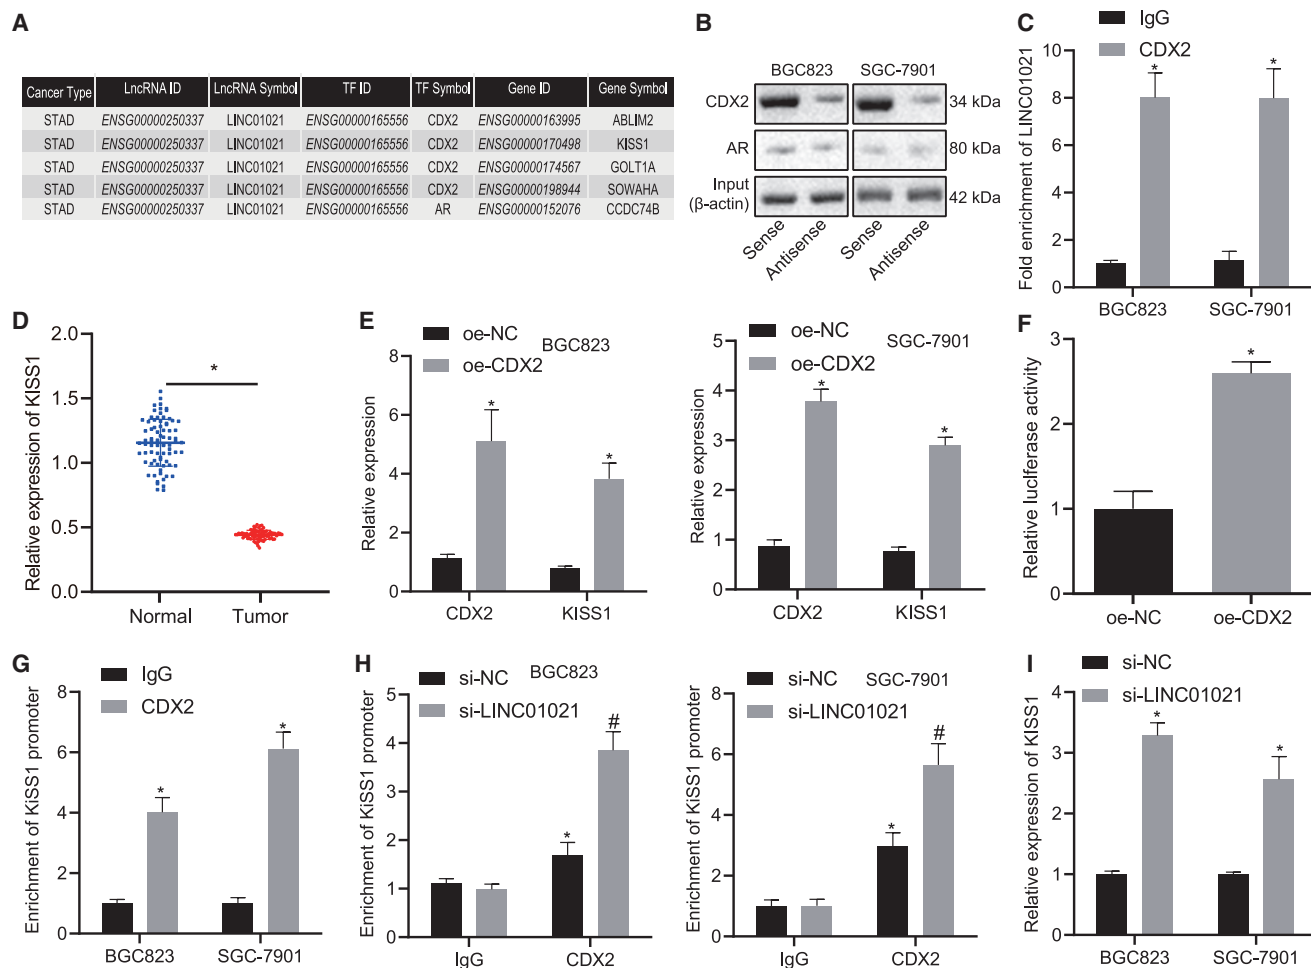 A
Cancer Type LncRNA ID LncRNA Symbol TF ID TF Symbol Gene ID Gene Symbol
STAD ENSG00000250337 LINC01021 ENSG00000165556 CDX2 ENSG00000163995 ABLIM2
STAD ENSG00000250337 LINC01021 ENSG00000165556 CDX2 ENSG00000170498 KISS1
STAD ENSG00000250337 LINC01021 ENSG00000165556 CDX2 ENSG00000174567 GOLT1A
STAD ENSG00000250337 LINC01021 ENSG00000165556 CDX2 ENSG00000198944 SOWAHA
STAD ENSG00000250337 LINC01021 ENSG00000165556 AR ENSG00000152076 CCDC74B
B
BGC823 SGC-7901
CDX2 34 kDa
AR 80 kDa
Input
(β-actin) 42 kDa
Sense Antisense Sense Antisense
C
IgG
CDX2
Fold enrichment of LINC01021
10
8
6
4
2
0
* *
BGC823 SGC-7901
D
Relative expression of KISS1
2.0
1.5
1.0
0.5
0.0
*
Normal Tumor
E
oe-NC
oe-CDX2
BGC823
Relative expression
8
6
4
2
0
* *
CDX2 KISS1
oe-NC
oe-CDX2
SGC-7901
Relative expression
5
4
3
2
1
0
* *
CDX2 KISS1
F
Relative luciferase activity
3
2
1
0
*
oe-NC oe-CDX2
G
IgG
CDX2
Enrichment of KiSS1 promoter
8
6
4
2
0
* *
BGC823 SGC-7901
H
si-NC
si-LINC01021
BGC823
Enrichment of KiSS1 promoter
5
4
3
2
1
0
* #
IgG CDX2
si-NC
si-LINC01021
SGC-7901
Enrichment of KiSS1 promoter
8
6
4
2
0
* #
IgG CDX2
I
si-NC
si-LINC01021
Relative expression of KISS1
4
3
2
1
0
* *
BGC823 SGC-7901